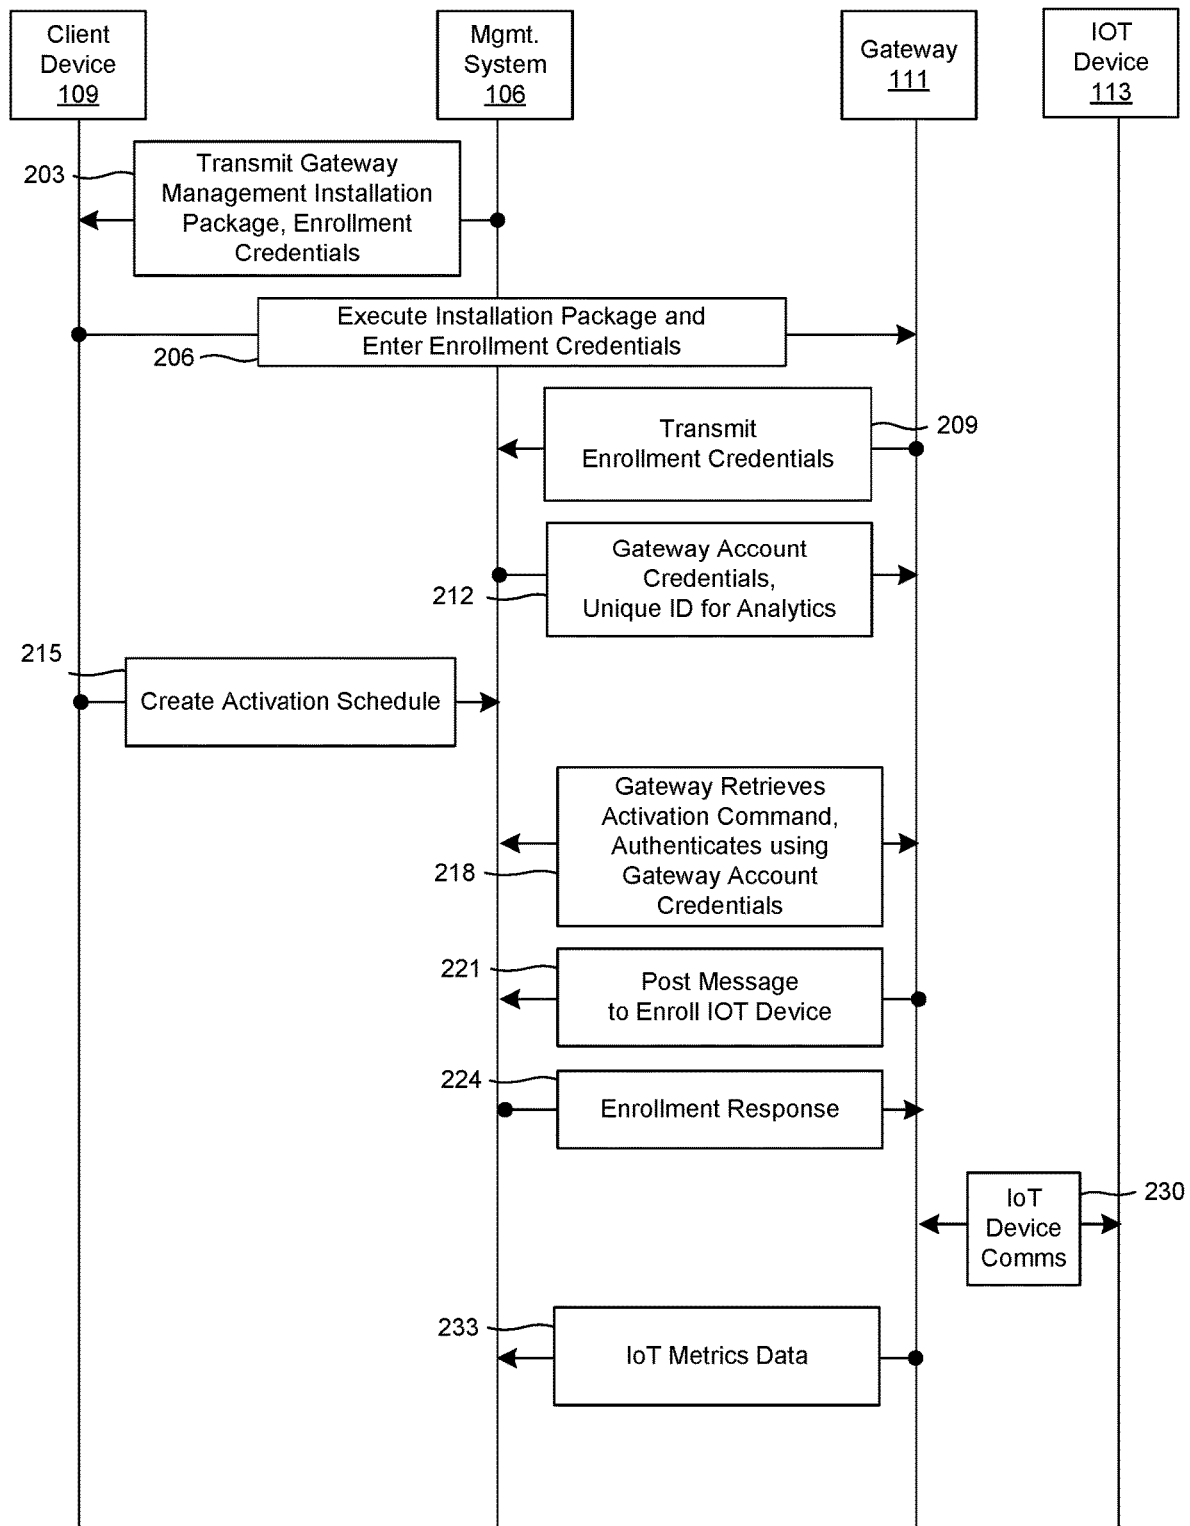 Client
Device
109
Mgmt.
System
106
Gateway
111
IOT
Device
113
203
Transmit Gateway
Management Installation
Package, Enrollment
Credentials
Execute Installation Package and
Enter Enrollment Credentials
206
209
Transmit
Enrollment Credentials
Gateway Account
Credentials,
Unique ID for Analytics
212
215
Create Activation Schedule
Gateway Retrieves
Activation Command,
Authenticates using
Gateway Account
Credentials
218
221
Post Message
to Enroll IOT Device
224
Enrollment Response
230
IoT
Device
Comms
233
IoT Metrics Data